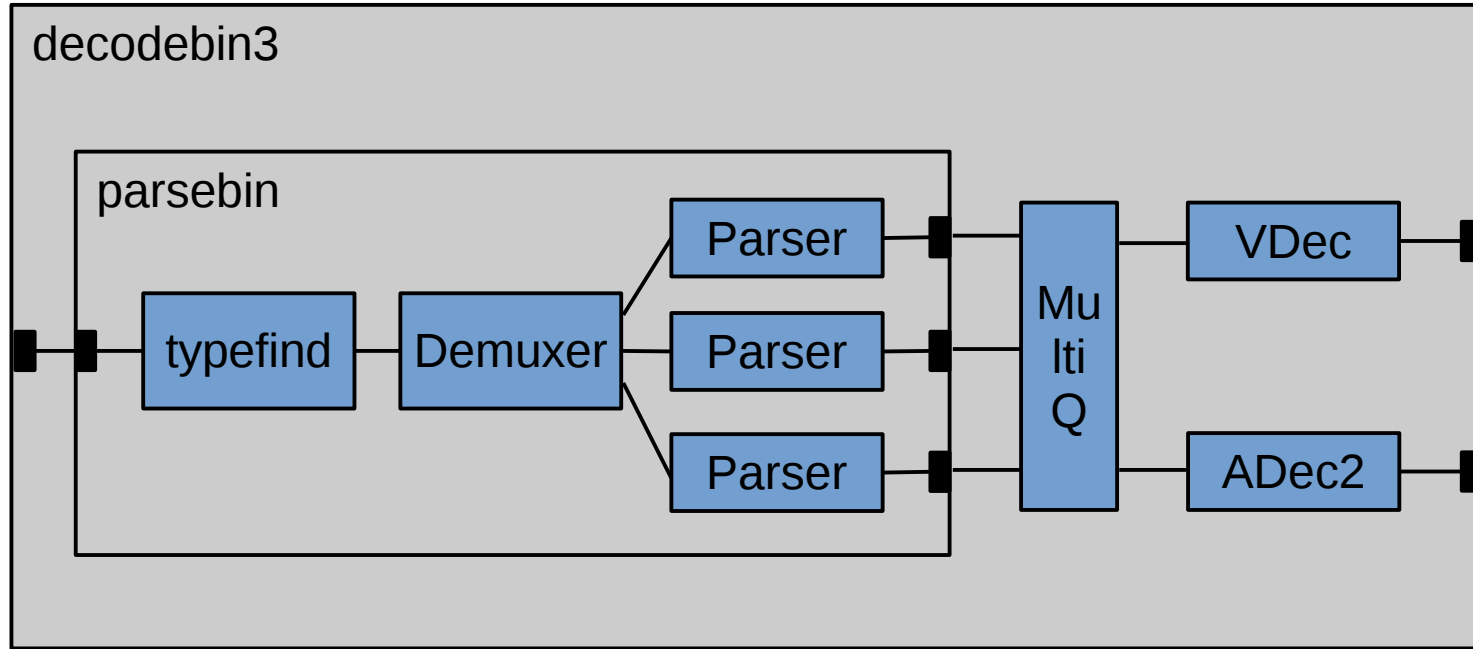 decodebin3
parsebin
typefind
Demuxer
Parser
Parser
Parser
Mu
lti
Q
VDec
ADec2